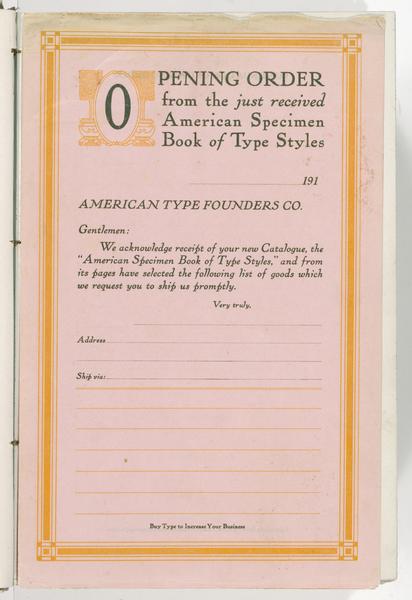 OPENING ORDER
from the just received
American Specimen
Book of Type Styles
191
AMERICAN TYPE FOUNDERS CO.
Gentlemen:
We acknowledge receipt of your new Catalogue, the
"American Specimen Book of Type Styles," and from
its pages have selected the following list of goods which
we request you to ship us promptly.
Very truly,
Address
Ship via:
Buy Type to Increase Your Business